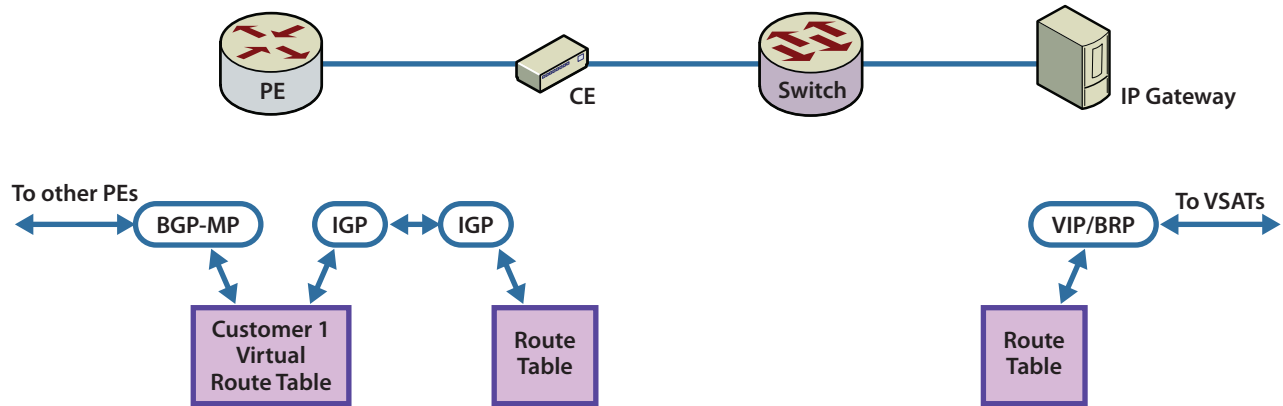 PE
CE
Switch
IP Gateway
To other PEs
BGP-MP
IGP
IGP
VIP/BRP
To VSATs
Customer 1
Virtual
Route Table
Route
Table
Route
Table